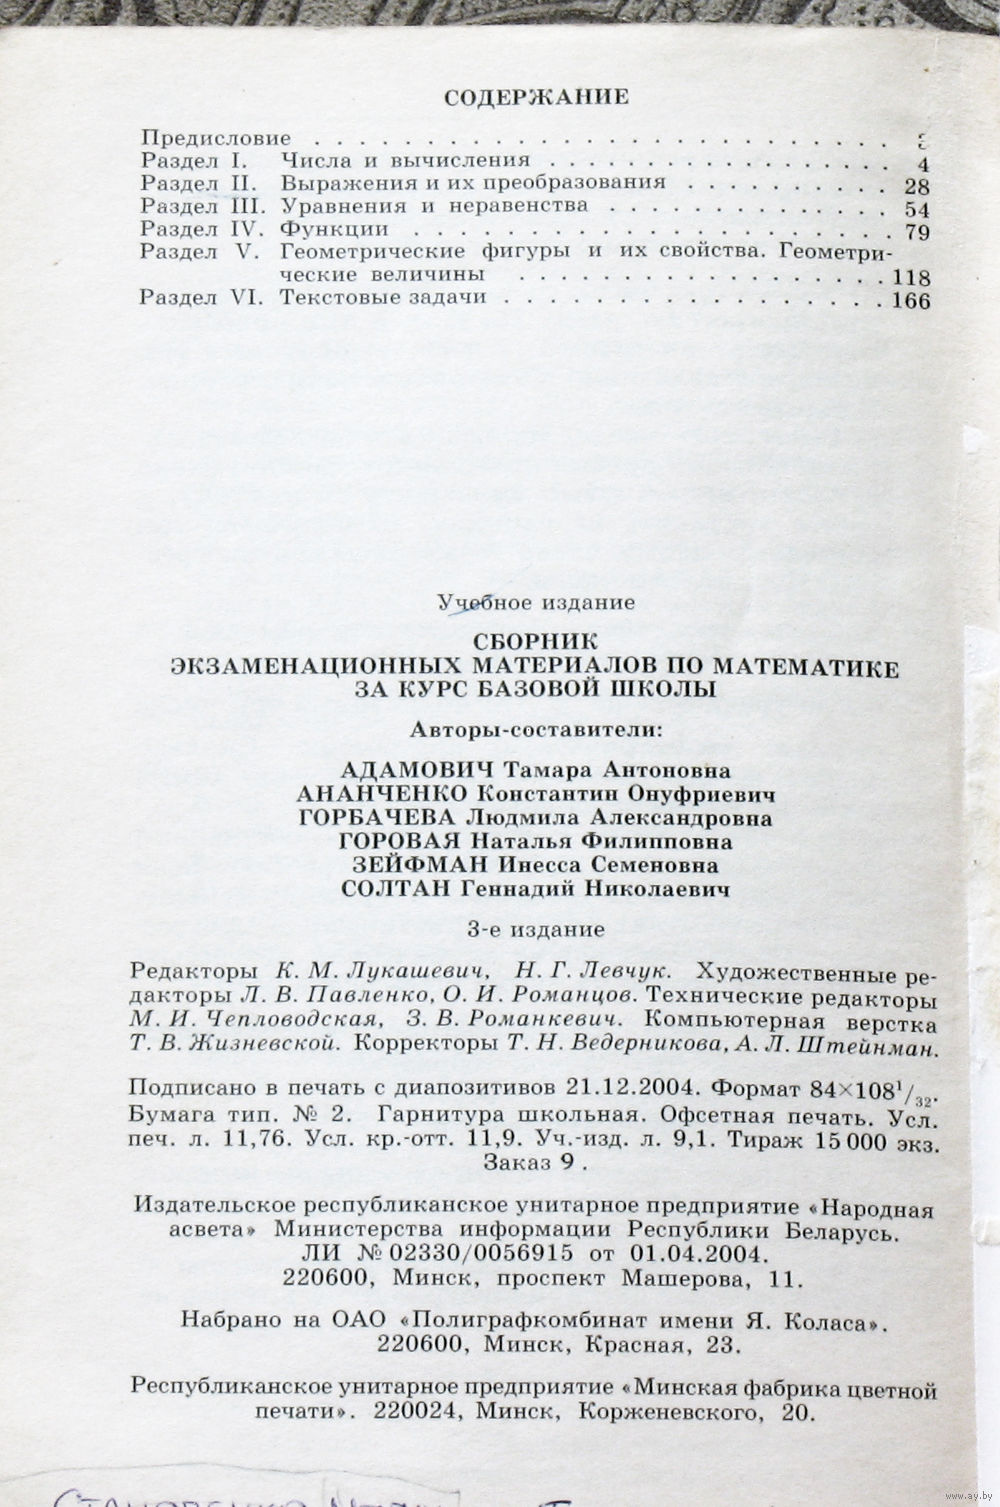 СОДЕРЖАНИЕ
Предисловие . . . . . . . . . . . . . . . . . . . . . . . . .
Раздел I. Числа и вычисления . . . . . . . . . . . . . . . 4
Раздел II. Выражения и их преобразования . . . . . . . . . 28
Раздел III. Уравнения и неравенства . . . . . . . . . . . . 54
Раздел IV. Функции . . . . . . . . . . . . . . . . . . . . . 79
Раздел V. Геометрические фигуры и их свойства. Геометри-
ческие величины . . . . . . . . . . . . . . . . 118
Раздел VI. Текстовые задачи . . . . . . . . . . . . . . . . . 166
Учебное издание
СБОРНИК
ЭКЗАМЕНАЦИОННЫХ МАТЕРИАЛОВ ПО МАТЕМАТИКЕ
ЗА КУРС БАЗОВОЙ ШКОЛЫ
Авторы-составители:
АДАМОВИЧ Тамара Антоновна
АНАНЧЕНКО Константин Онуфриевич
ГОРБАЧЕВА Людмила Александровна
ГОРОВАЯ Наталья Филипповна
ЗЕЙФМАН Инесса Семеновна
СОЛТАН Геннадий Николаевич
3-е издание
Редакторы К. М. Лукашевич, Н. Г. Левчук. Художественные ре-
дакторы Л. В. Павленко, О. И. Романцов. Технические редакторы
М. И. Чепловодская, З. В. Романкевич. Компьютерная верстка
Т. В. Жизневской. Корректоры Т. Н. Ведерникова, А. Л. Штейнман.
Подписано в печать с диапозитивов 21.12.2004. Формат 84×108¹/₃₂.
Бумага тип. № 2. Гарнитура школьная. Офсетная печать. Усл.
печ. л. 11,76. Усл. кр.-отт. 11,9. Уч.-изд. л. 9,1. Тираж 15 000 экз.
Заказ 9 .
Издательское республиканское унитарное предприятие «Народная
асвета» Министерства информации Республики Беларусь.
ЛИ № 02330/0056915 от 01.04.2004.
220600, Минск, проспект Машерова, 11.
Набрано на ОАО «Полиграфкомбинат имени Я. Коласа».
220600, Минск, Красная, 23.
Республиканское унитарное предприятие «Минская фабрика цветной
печати». 220024, Минск, Корженевского, 20.
www.ay.by